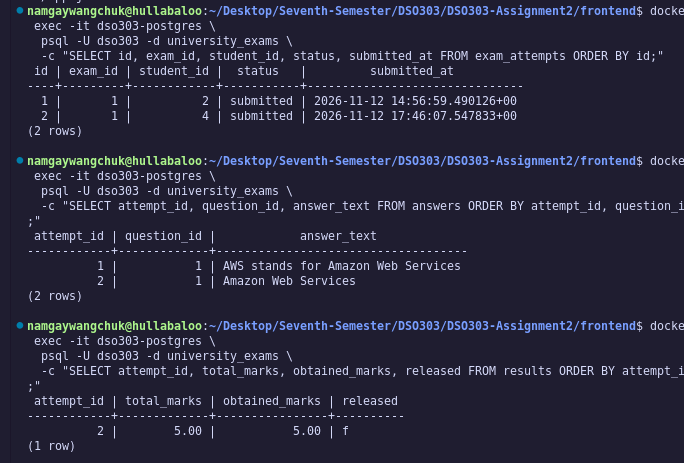 namgaywangchuk@hullabaloo:~/Desktop/Seventh-Semester/DSO303/DSO303-Assignment2/frontend$ docke
exec -it dso303-postgres \
psql -U dso303 -d university_exams \
-c "SELECT id, exam_id, student_id, status, submitted_at FROM exam_attempts ORDER BY id;"
id | exam_id | student_id | status | submitted_at
----+---------+------------+-----------+-------------------------------
1 | 1 | 2 | submitted | 2026-11-12 14:56:59.490126+00
2 | 1 | 4 | submitted | 2026-11-12 17:46:07.547833+00
(2 rows)
namgaywangchuk@hullabaloo:~/Desktop/Seventh-Semester/DSO303/DSO303-Assignment2/frontend$ docke
exec -it dso303-postgres \
psql -U dso303 -d university_exams \
-c "SELECT attempt_id, question_id, answer_text FROM answers ORDER BY attempt_id, question_i
;"
attempt_id | question_id | answer_text
------------+-------------+-----------------------------------
1 | 1 | AWS stands for Amazon Web Services
2 | 1 | Amazon Web Services
(2 rows)
namgaywangchuk@hullabaloo:~/Desktop/Seventh-Semester/DSO303/DSO303-Assignment2/frontend$ docke
exec -it dso303-postgres \
psql -U dso303 -d university_exams \
-c "SELECT attempt_id, total_marks, obtained_marks, released FROM results ORDER BY attempt_i
;"
attempt_id | total_marks | obtained_marks | released
------------+-------------+----------------+----------
2 | 5.00 | 5.00 | f
(1 row)